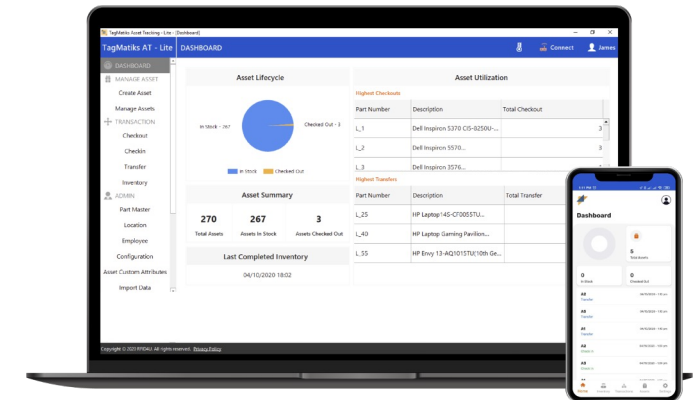 TagMatiks Asset Tracking - Lite - [Dashboard]
TagMatiks AT - Lite
DASHBOARD
Connect
James
DASHBOARD
MANAGE ASSET
Create Asset
Manage Assets
TRANSACTION
Checkout
Checkin
Transfer
Inventory
ADMIN
Part Master
Location
Employee
Configuration
Asset Custom Attributes
Import Data
Asset Lifecycle
In Stock - 267
Checked Out - 3
In Stock
Checked Out
Asset Summary
270
267
3
Total Assets
Assets In Stock
Assets Checked Out
Last Completed Inventory
04/10/2020 18:02
Asset Utilization
Highest Checkouts
Part Number Description Total Checkout
L_1 Dell Inspiron 5370 CI5-8250U-... 3
L_2 Dell Inspiron 5570... 3
L_3 Dell Inspiron 3576...
Highest Transfers
Part Number Description Total Transfer
L_25 HP Laptop14S-CF0055TU...
L_40 HP Laptop Gaming Pavilion...
L_35 HP Envy 13-AQ1015TU(10th Ge...
Copyright © 2020 RFID4U. All rights reserved. Privacy Policy
Dashboard
5
Total Assets
0
In Stock
0
Checked Out
Transfer
Transfer
Transfer
Home